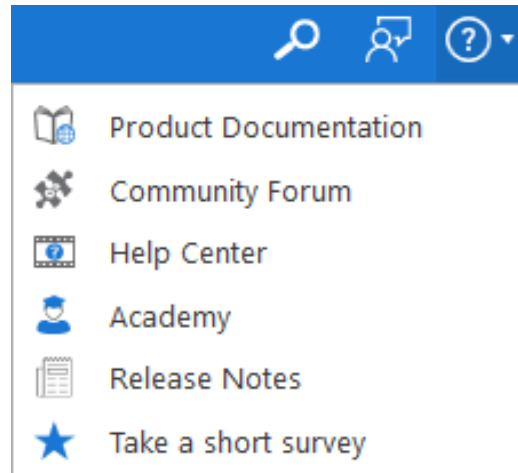 Product Documentation
Community Forum
Help Center
Academy
Release Notes
Take a short survey